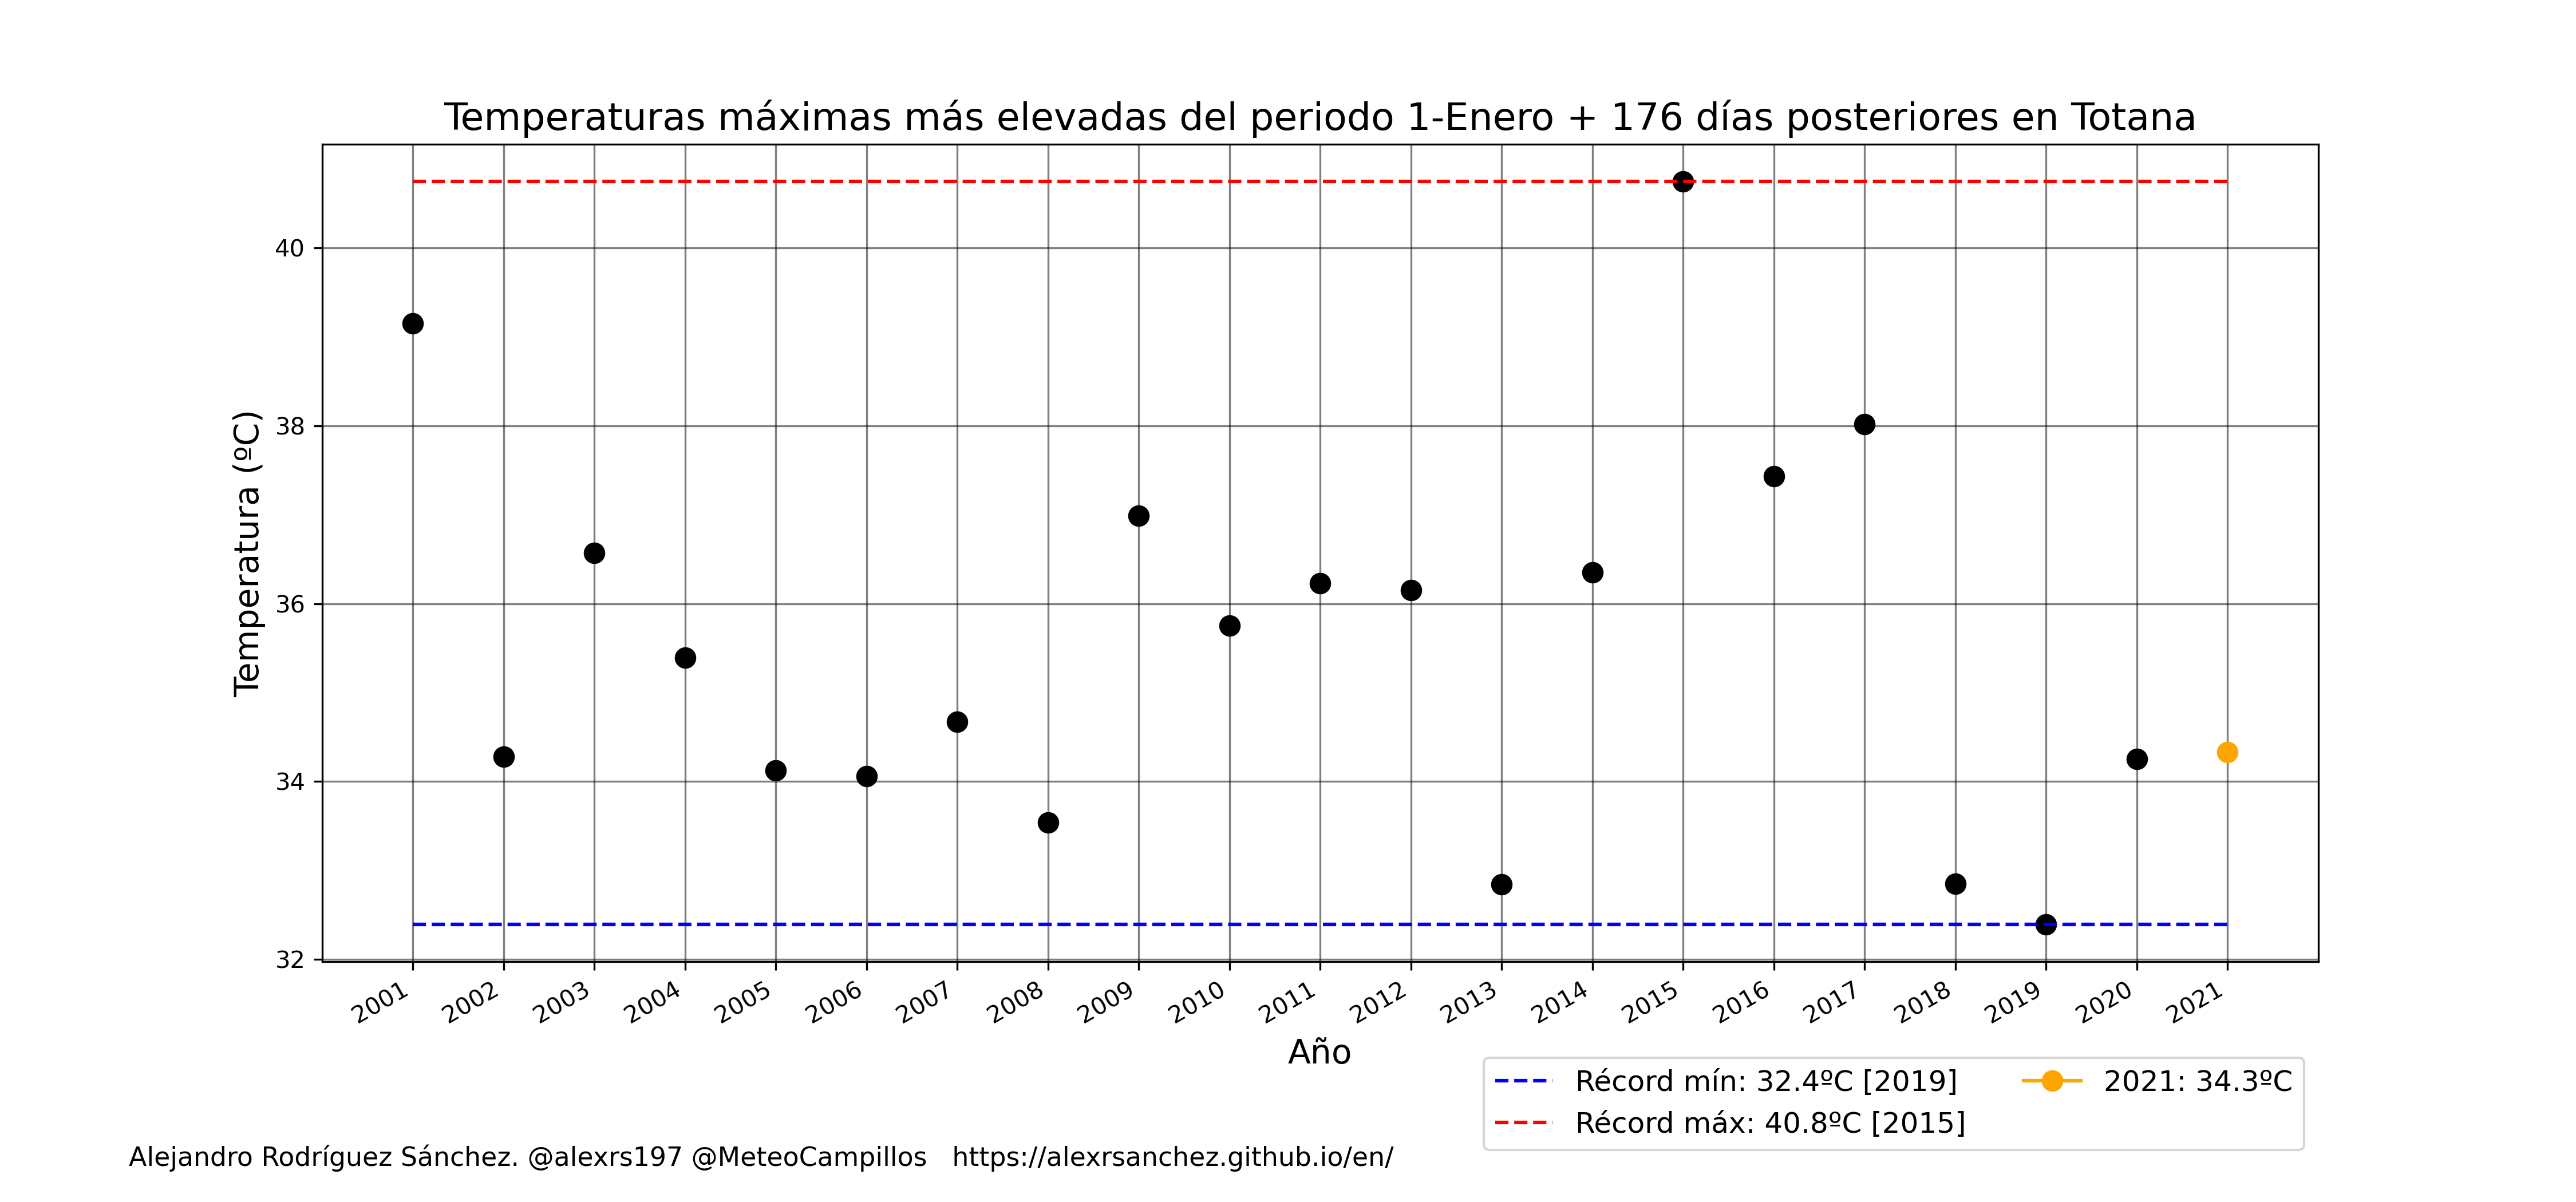 Temperaturas máximas más elevadas del periodo 1-Enero + 176 días posteriores en Totana
Temperatura (ºC)
40
38
36
34
32
2001 2002 2003 2004 2005 2006 2007 2008 2009 2010 2011 2012 2013 2014 2015 2016 2017 2018 2019 2020 2021
Año
Récord mín: 32.4ºC [2019] 2021: 34.3ºC
Récord máx: 40.8ºC [2015]
Alejandro Rodríguez Sánchez. @alexrs197 @MeteoCampillos https://alexrsanchez.github.io/en/